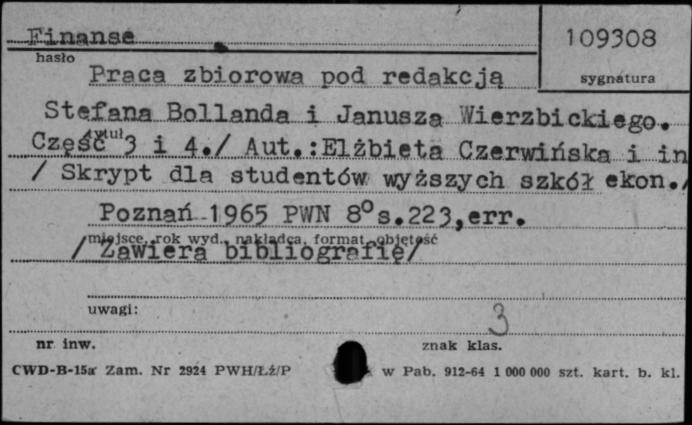 Finanse
109308
hasło
sygnatura
Praca zbiorowa pod redakcją
Stefana Bollanda i Janusza Wierzbickiego.
tytuł
Część 3 i 4./ Aut.:Elżbieta Czerwińska i in
/ Skrypt dla studentów wyższych szkół ekon./
Poznań 1965 PWN 8° s.223,err.
miejsce, rok wyd., nakładca, format, objętość
/Zawiera bibliografię/
uwagi:
3
nr inw.
znak klas.
CWD-B-15a Zam. Nr 2924 PWH/Łź/P
w Pab. 912-64 1 000 000 szt. kart. b. kl.